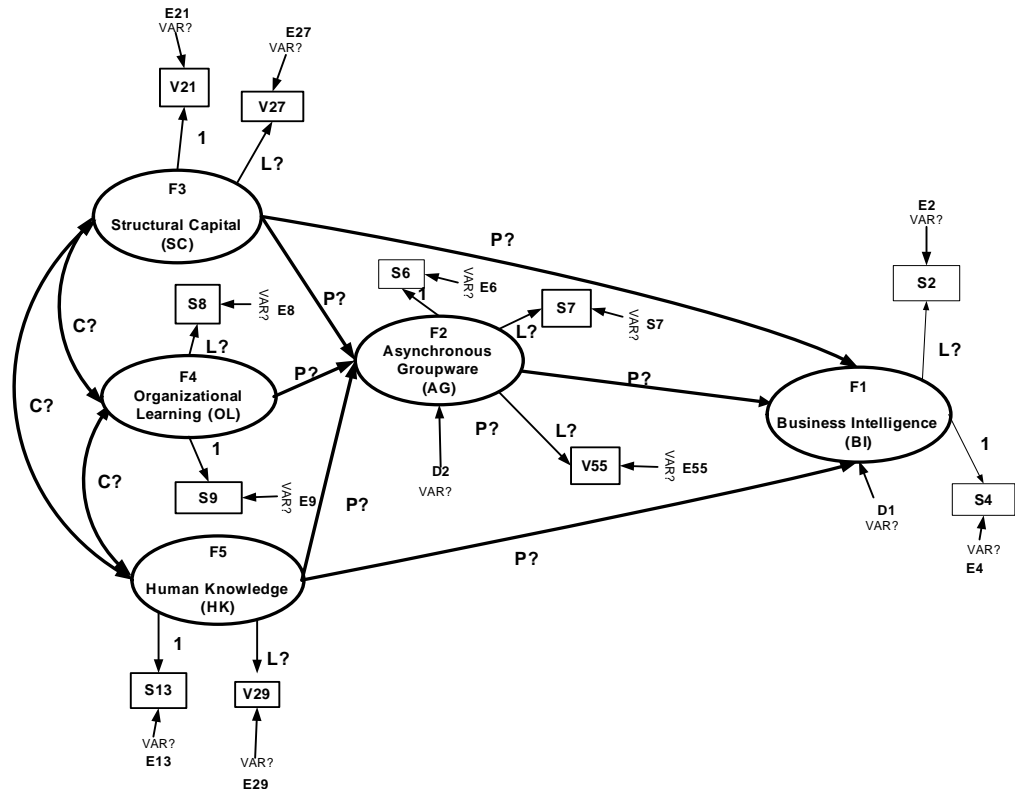 E21
VAR?
E27
VAR?
V21
V27
1
L?
F3
Structural Capital
(SC)
E2
VAR?
P?
S2
S6
VAR?
E6
1
S8
VAR?
E8
P?
S7
VAR?
S7
C?
L?
F2
Asynchronous
Groupware
(AG)
L?
L?
F4
Organizational
Learning (OL)
P?
P?
F1
Business Intelligence
(BI)
C?
1
P?
L?
1
V55
VAR?
E55
D2
VAR?
C?
S9
VAR?
E9
P?
S4
D1
VAR?
VAR?
E4
F5
Human Knowledge
(HK)
P?
1
L?
S13
V29
VAR?
E13
VAR?
E29